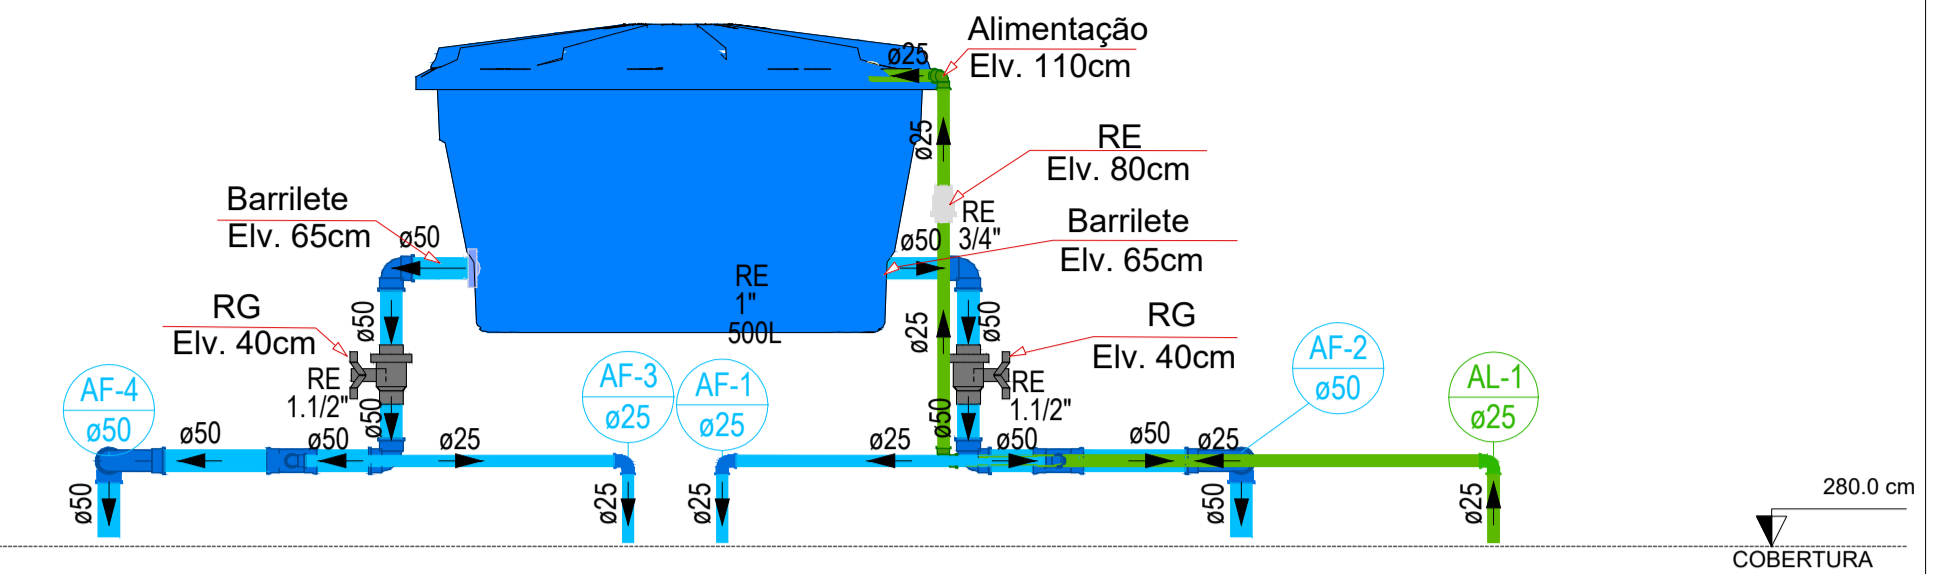 Alimentação
Elv. 110cm
ø25
ø25
RE
Elv. 80cm
RE
3/4"
Barrilete
Elv. 65cm
ø50
Barrilete
Elv. 65cm
ø50
RE
1"
500L
RG
Elv. 40cm
ø50
RE
1.1/2"
ø50
ø25
ø50
RG
Elv. 40cm
RE
1.1/2"
ø50
AF-4
ø50
AF-3
ø25
AF-1
ø25
AF-2
ø50
AL-1
ø25
ø50
ø50
ø25
ø25
ø50
ø50
ø25
ø50
ø25
ø25
ø50
ø25
280.0 cm
COBERTURA